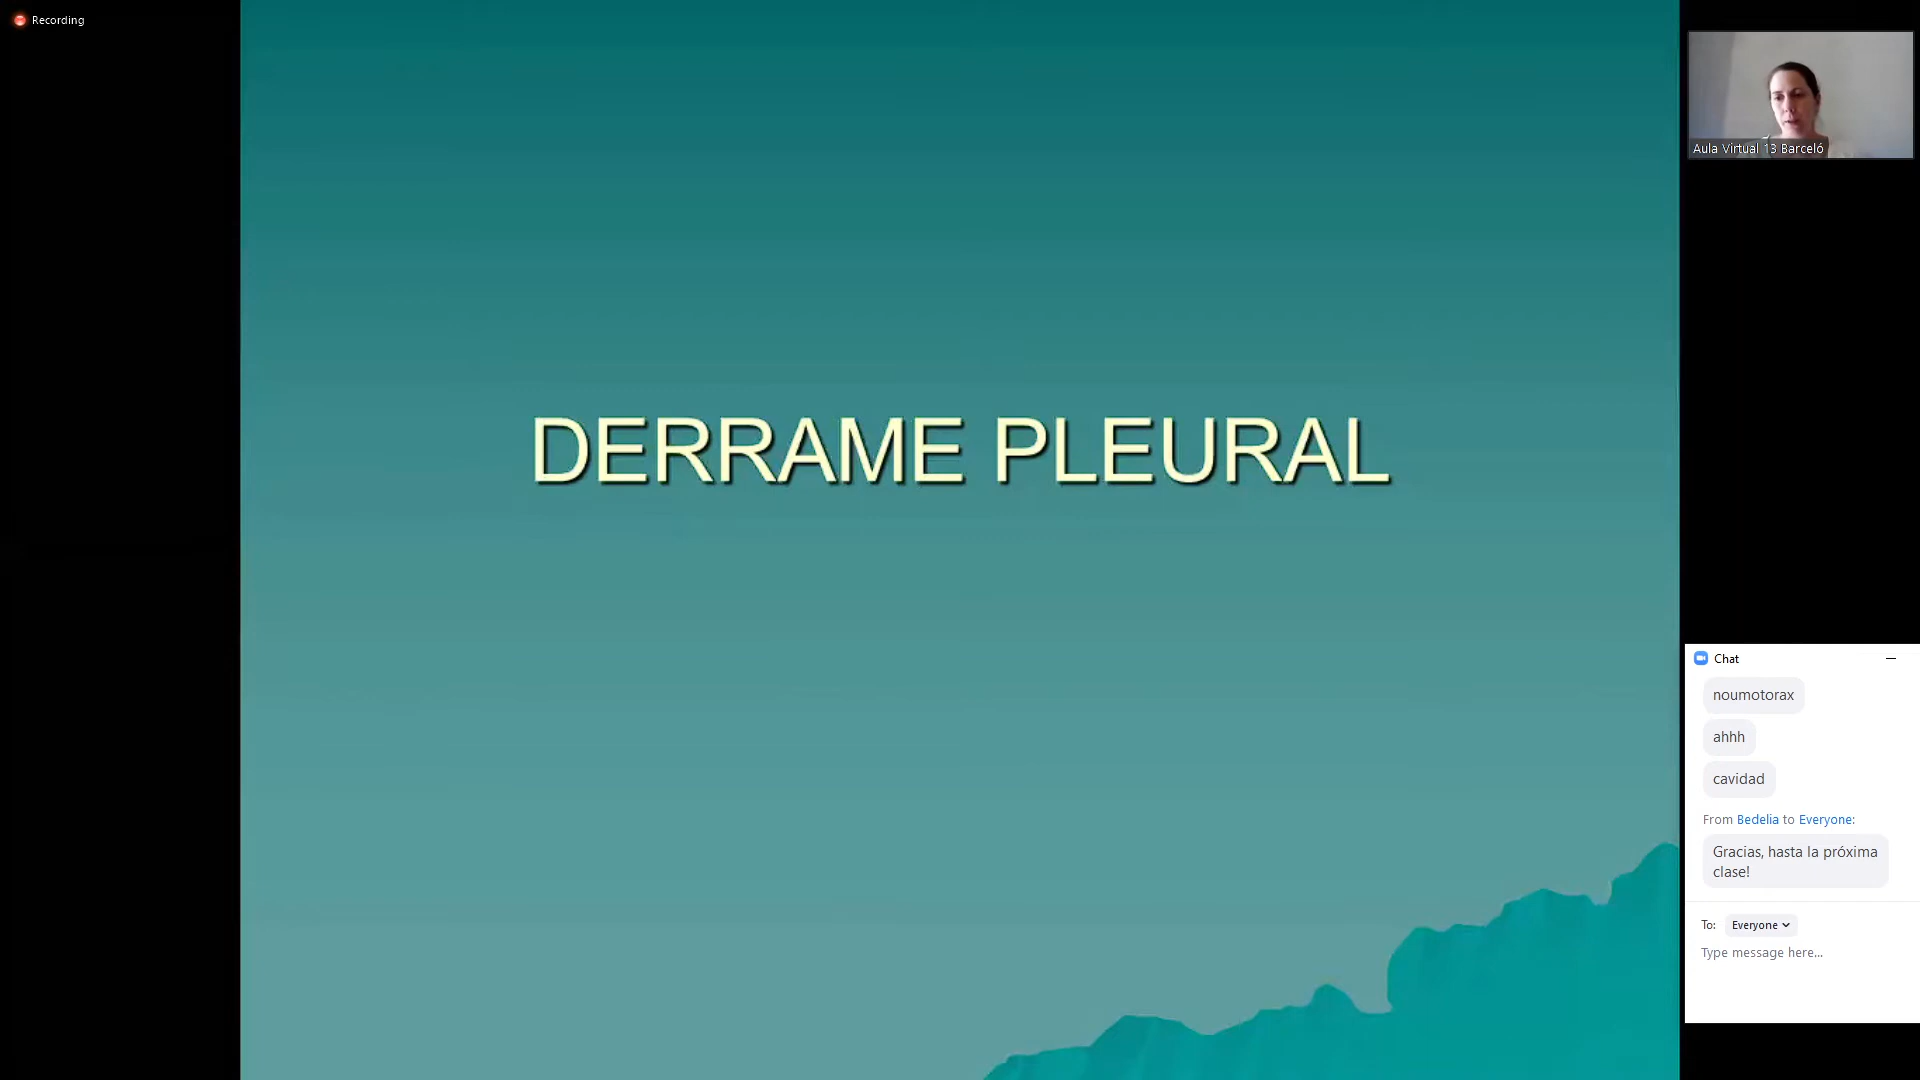 Recording
DERRAME PLEURAL
Aula Virtual 13 Barceló
Chat
noumotorax
ahhh
cavidad
From Bedelia to Everyone:
Gracias, hasta la próxima
clase!
To: Everyone
Type message here...